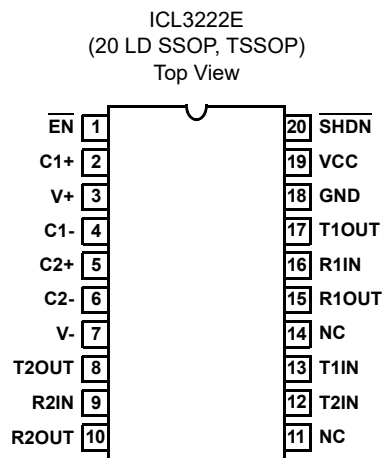 ICL3222E
(20 LD SSOP, TSSOP)
Top View
EN 1 20 SHDN
C1+ 2 19 VCC
V+ 3 18 GND
C1- 4 17 T1OUT
C2+ 5 16 R1IN
C2- 6 15 R1OUT
V- 7 14 NC
T2OUT 8 13 T1IN
R2IN 9 12 T2IN
R2OUT 10 11 NC